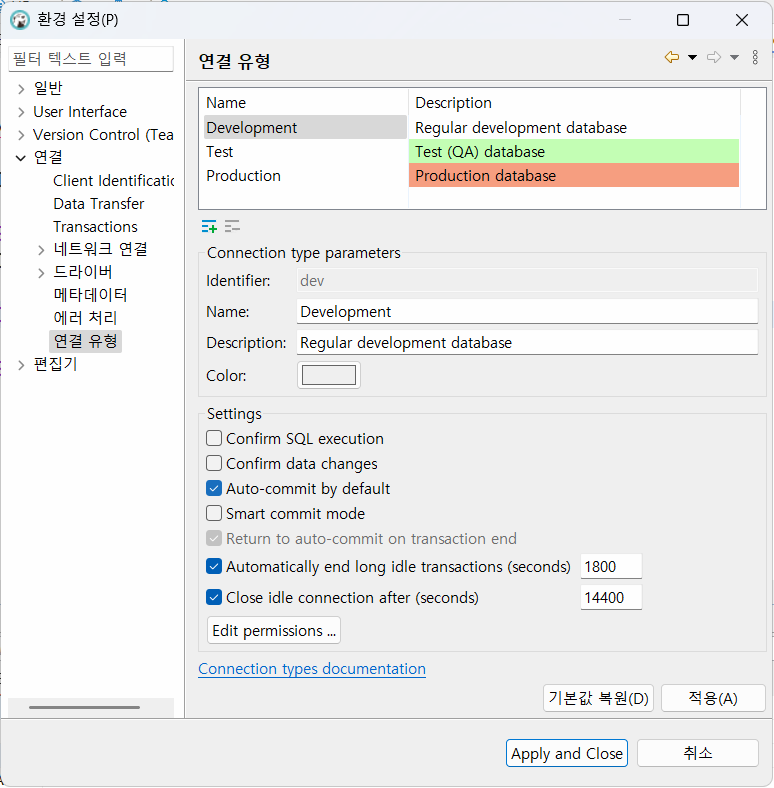 환경 설정(P)
필터 텍스트 입력
일반
User Interface
Version Control (Tea
연결
Client Identificatio
Data Transfer
Transactions
네트워크 연결
드라이버
메타데이터
에러 처리
연결 유형
편집기
연결 유형
Name Description
Development Regular development database
Test Test (QA) database
Production Production database
Connection type parameters
Identifier: dev
Name: Development
Description: Regular development database
Color:
Settings
Confirm SQL execution
Confirm data changes
Auto-commit by default
Smart commit mode
Return to auto-commit on transaction end
Automatically end long idle transactions (seconds) 1800
Close idle connection after (seconds) 14400
Edit permissions ...
Connection types documentation
기본값 복원(D) 적용(A)
Apply and Close 취소